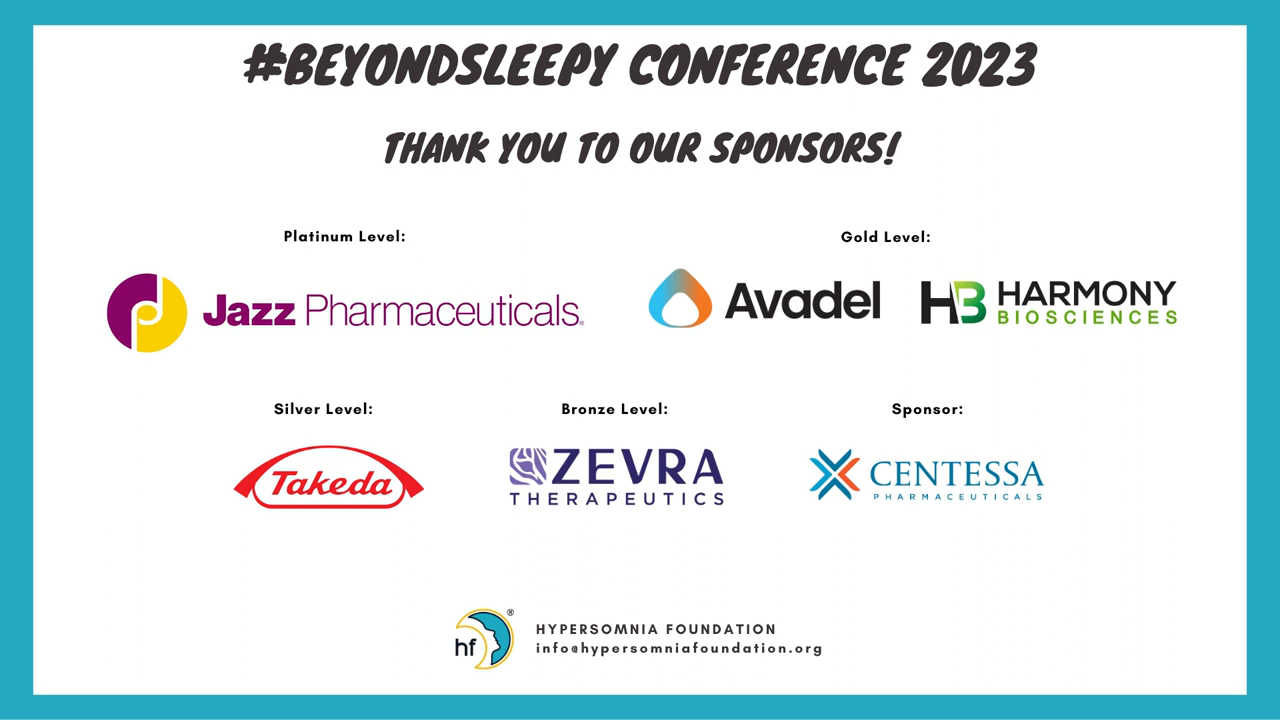 #BEYONDSLEEPY CONFERENCE 2023
THANK YOU TO OUR SPONSORS!
Platinum Level:
Gold Level:
Jazz Pharmaceuticals®
Avadel
HB HARMONY
BIOSCIENCES
Silver Level:
Bronze Level:
Sponsor:
Takeda
ZEVRA
THERAPEUTICS
CENTESSA
PHARMACEUTICALS
hf®
HYPERSOMNIA FOUNDATION
info@hypersomniafoundation.org